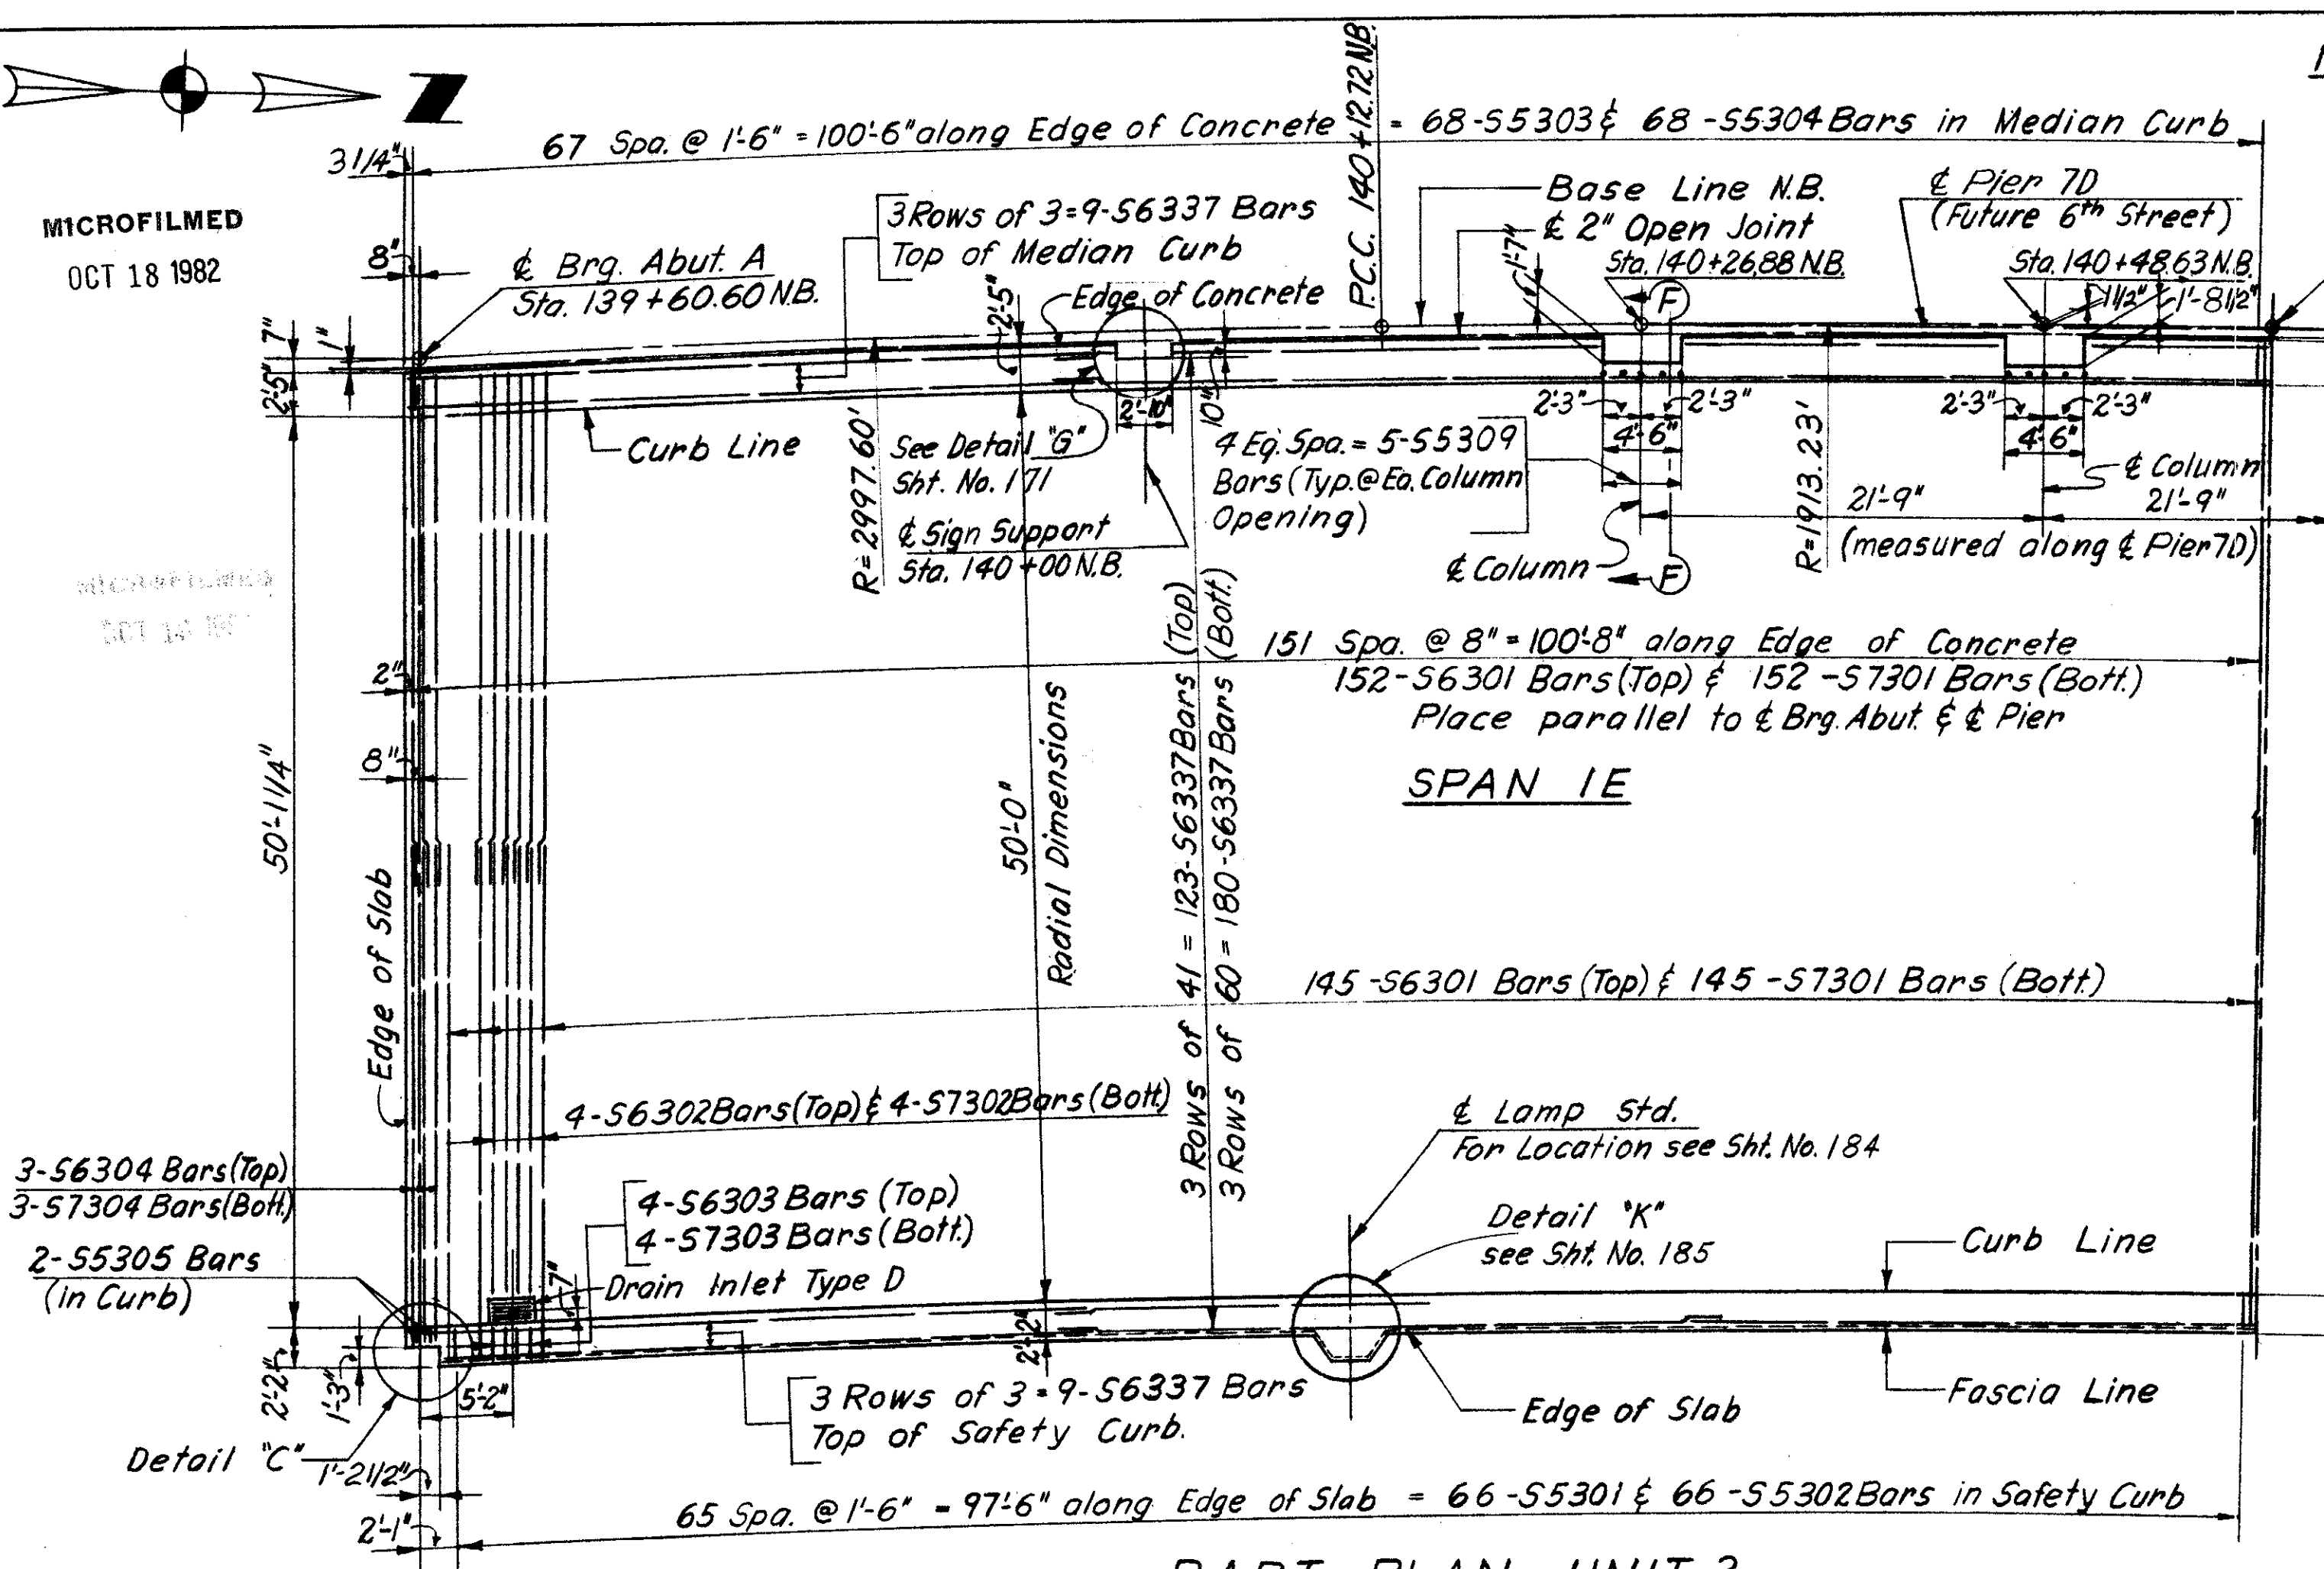 67 Spa. @ 1'-6" = 100'-6" along Edge of Concrete = 68-S5303 & 68-S5304 Bars in Median Curb
P.C.C. 140+12.72 N.B.
3 1/4"
MICROFILMED
OCT 18 1982
8"
℄ Brg. Abut. A
Sta. 139+60.60 N.B.
3 Rows of 3=9-S6337 Bars
Top of Median Curb
Base Line N.B.
℄ 2" Open Joint
Sta. 140+26.88 N.B.
℄ Pier 7D
(Future 6th Street)
Sta. 140+48.63 N.B.
1'-7"
1 1/2"
1'-8 1/2"
F
7"
1"
2'-5"
2'-5"
Edge of Concrete
2'-10"
10"
Curb Line
R=2997.60'
See Detail "G"
Sht. No. 171
℄ Sign Support
Sta. 140+00 N.B.
4 Eq. Spa. = 5-S5309
Bars (Typ. @ Ea. Column
Opening)
2'-3"
2'-3"
4'-6"
2'-3"
2'-3"
4'-6"
℄ Column
F
R=1913.23'
℄ Column
21'-9"
21'-9"
(measured along ℄ Pier 7D)
MICROFILMED
151 Spa. @ 8" = 100'-8" along Edge of Concrete
152-S6301 Bars (Top) & 152-S7301 Bars (Bott.)
Place parallel to ℄ Brg. Abut. & ℄ Pier
SPAN 1E
2"
8"
50'-1 1/4"
Edge of Slab
50'-0"
Radial Dimensions
3 Rows of 41 = 123-S6337 Bars (Top)
3 Rows of 60 = 180-S6337 Bars (Bott.)
145-S6301 Bars (Top) & 145-S7301 Bars (Bott.)
4-S6302 Bars (Top) & 4-S7302 Bars (Bott.)
3-S6304 Bars (Top)
3-S7304 Bars (Bott.)
4-S6303 Bars (Top)
4-S7303 Bars (Bott.)
2-S5305 Bars
(in Curb)
7"
Drain Inlet Type D
℄ Lamp Std.
For Location see Sht. No. 184
Detail "K"
see Sht. No. 185
Curb Line
2'-2"
1'-3"
5'-2"
2'-2"
3 Rows of 3=9-S6337 Bars
Top of Safety Curb.
Edge of Slab
Fascia Line
Detail "C"
1'-2 1/2"
2'-1"
65 Spa. @ 1'-6" = 97'-6" along Edge of Slab = 66-S5301 & 66-S5302 Bars in Safety Curb
PART PLAN UNIT 3